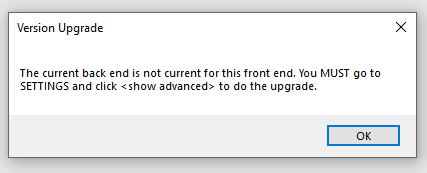 Version Upgrade
The current back end is not current for this front end. You MUST go to
SETTINGS and click <show advanced> to do the upgrade.
OK